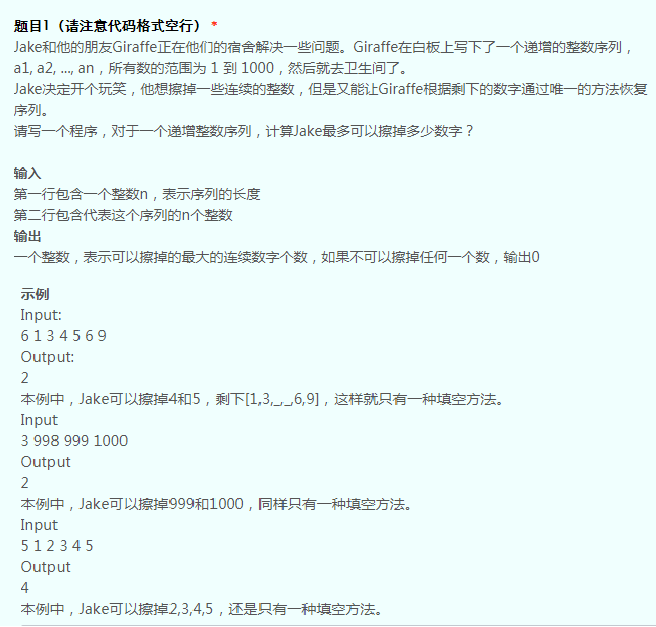 题目1（请注意代码格式空行） *
Jake和他的朋友Giraffe正在他们的宿舍解决一些问题。Giraffe在白板上写下了一个递增的整数序列，
a1, a2, ..., an，所有数的范围为 1 到 1000，然后就去卫生间了。
Jake决定开个玩笑，他想擦掉一些连续的整数，但是又能让Giraffe根据剩下的数字通过唯一的方法恢复
序列。
请写一个程序，对于一个递增整数序列，计算Jake最多可以擦掉多少数字？
输入
第一行包含一个整数n，表示序列的长度
第二行包含代表这个序列的n个整数
输出
一个整数，表示可以擦掉的最大的连续数字个数，如果不可以擦掉任何一个数，输出0
示例
Input:
6 1 3 4 5 6 9
Output:
2
本例中，Jake可以擦掉4和5，剩下[1,3,_,_,6,9]，这样就只有一种填空方法。
Input
3 998 999 1000
Output
2
本例中，Jake可以擦掉999和1000，同样只有一种填空方法。
Input
5 1 2 3 4 5
Output
4
本例中，Jake可以擦掉2,3,4,5，还是只有一种填空方法。